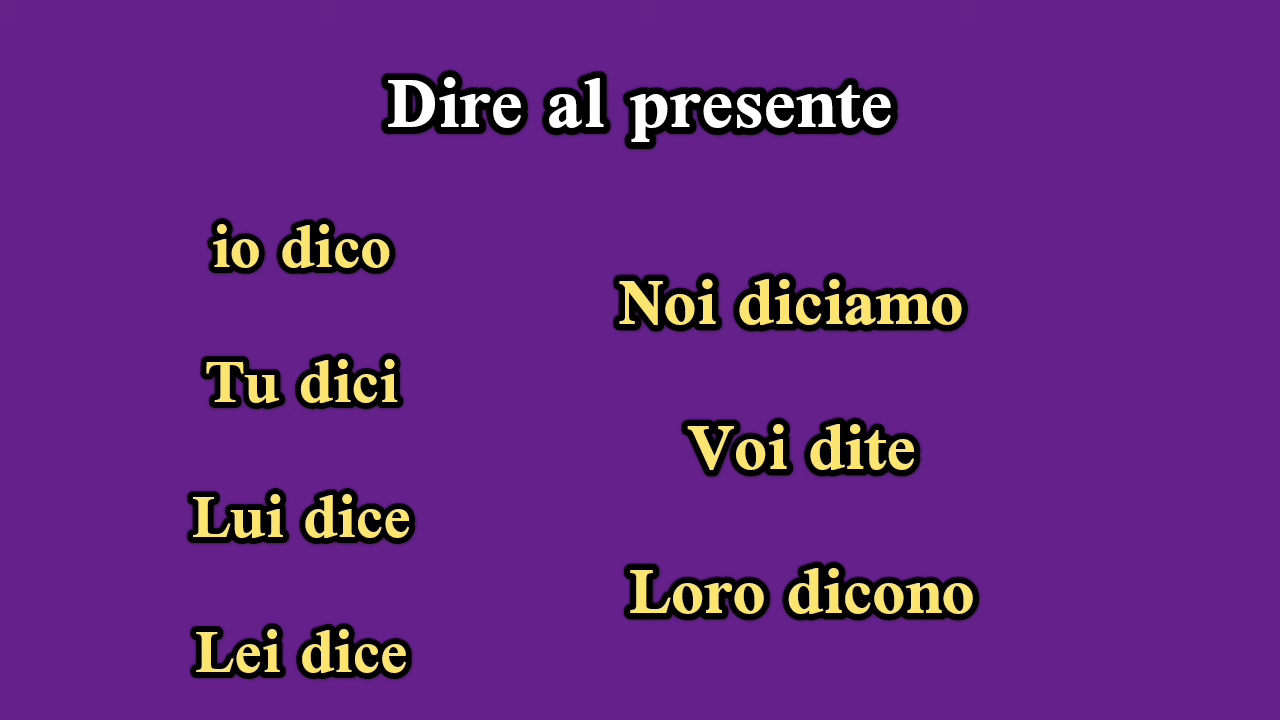 Dire al presente
io dico
Tu dici
Lui dice
Lei dice
Noi diciamo
Voi dite
Loro dicono